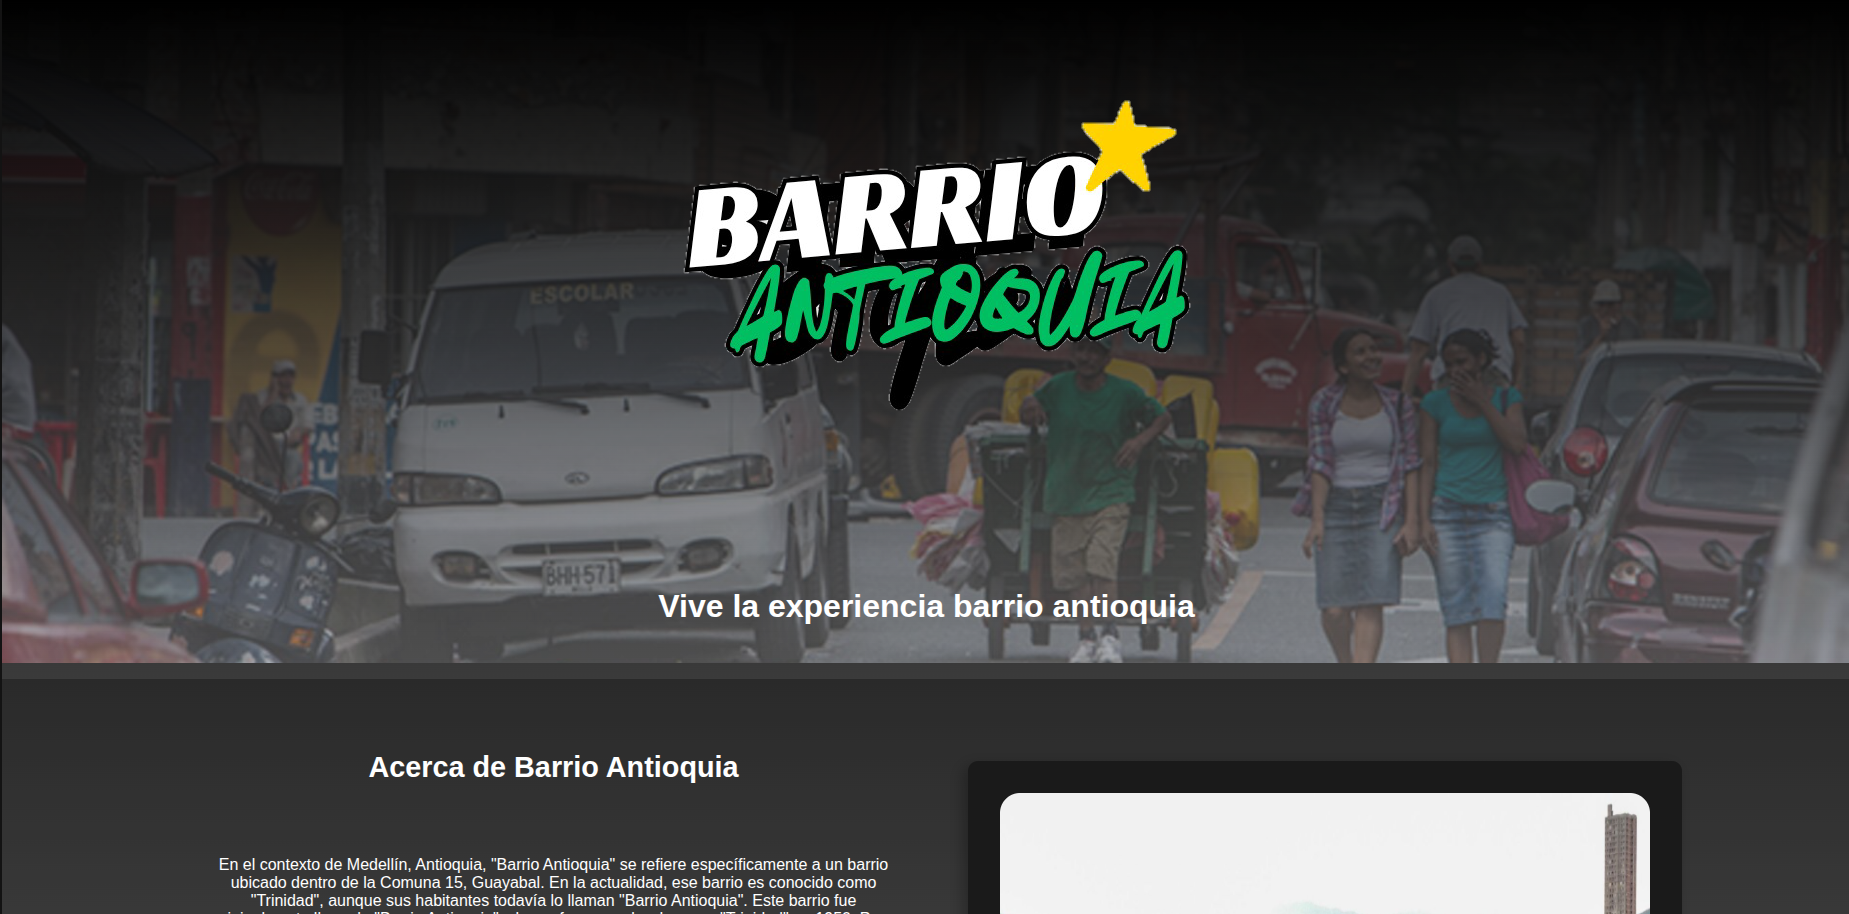 BARRIO
ANTIOQUIA
ESCOLAR
BHH 571
Vive la experiencia barrio antioquia
Acerca de Barrio Antioquia
En el contexto de Medellín, Antioquia, "Barrio Antioquia" se refiere específicamente a un barrio
ubicado dentro de la Comuna 15, Guayabal. En la actualidad, ese barrio es conocido como
"Trinidad", aunque sus habitantes todavía lo llaman "Barrio Antioquia". Este barrio fue